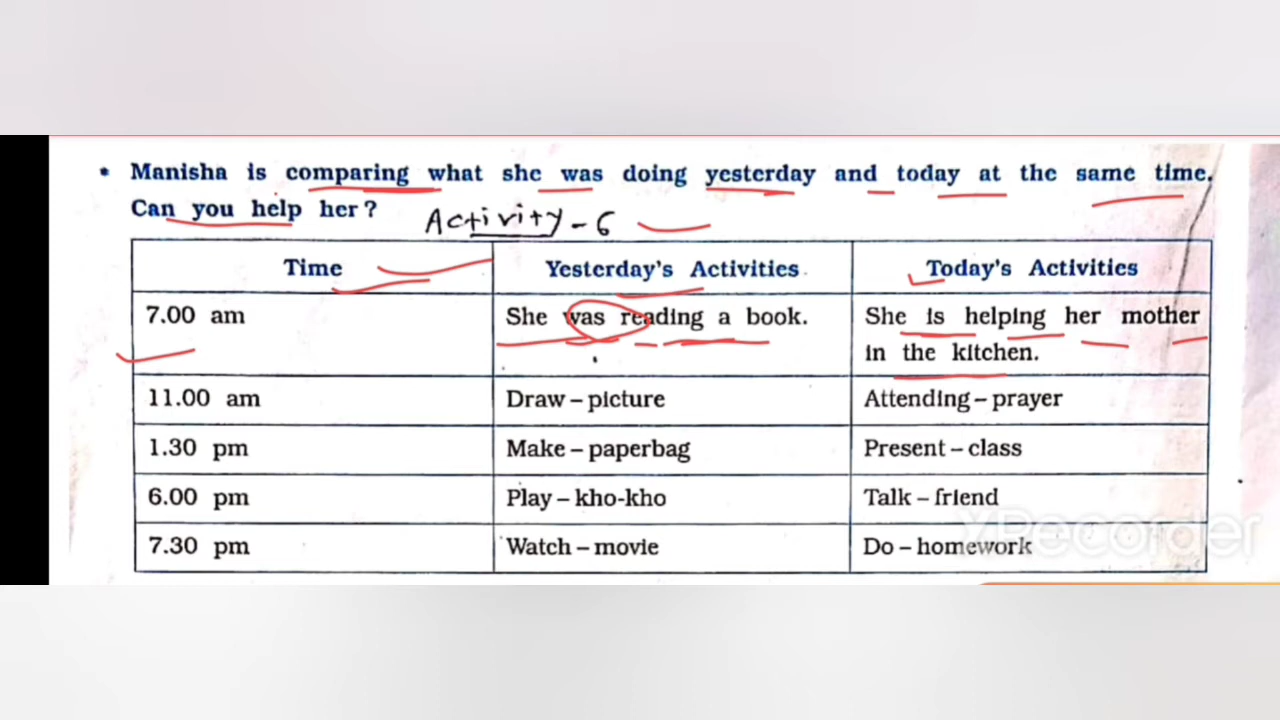 * Manisha is comparing what she was doing yesterday and today at the same time.
Can you help her? Activity - 6
Time Yesterday's Activities Today's Activities
7.00 am She was reading a book. She is helping her mother
in the kitchen.
11.00 am Draw – picture Attending – prayer
1.30 pm Make – paperbag Present – class
6.00 pm Play – kho-kho Talk – friend
7.30 pm Watch – movie Do – homework
XRecorder